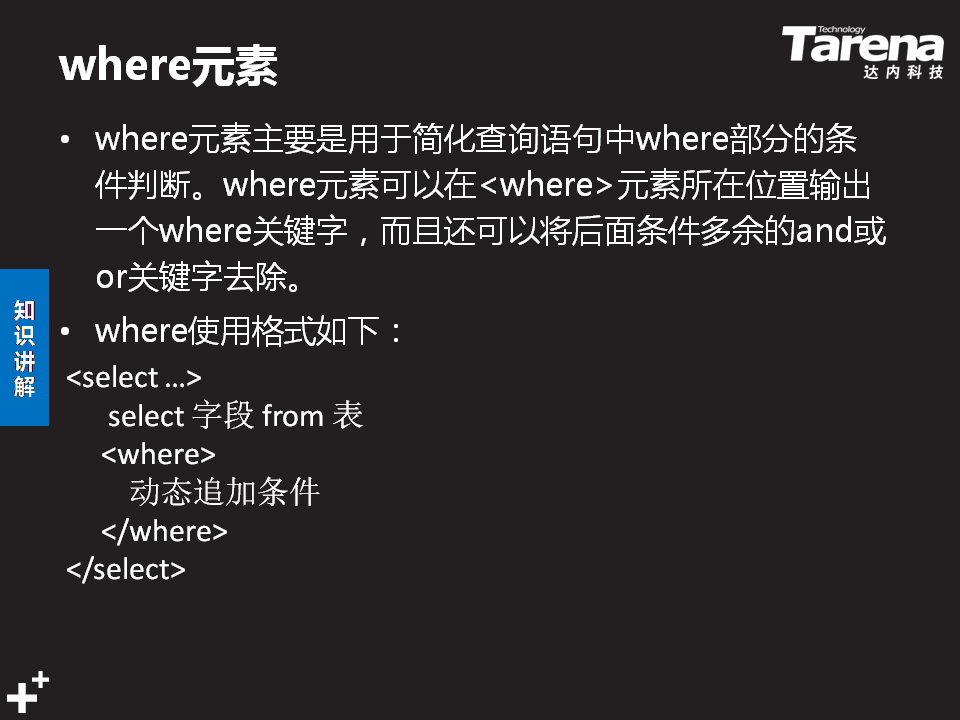 where元素
Technology
Tarena
达内科技
• where元素主要是用于简化查询语句中where部分的条
件判断。where元素可以在<where>元素所在位置输出
一个where关键字，而且还可以将后面条件多余的and或
or关键字去除。
知识讲解
• where使用格式如下：
<select …>
select 字段 from 表
<where>
动态追加条件
</where>
</select>